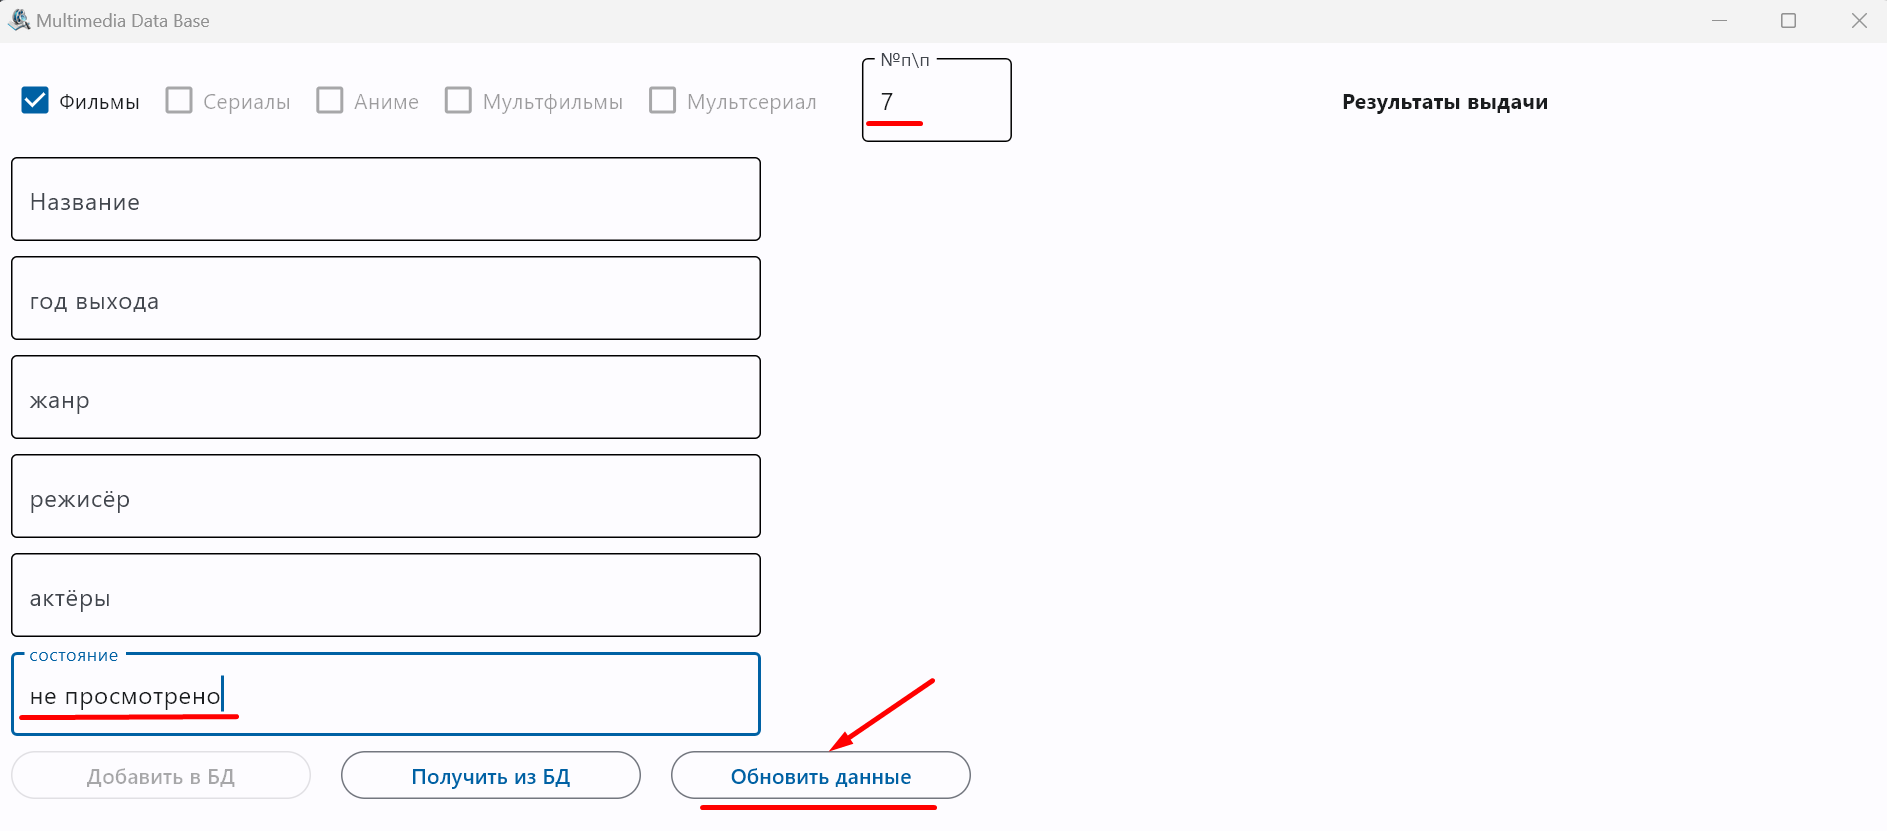 Multimedia Data Base
Фильмы Сериалы Аниме Мультфильмы Мультсериал
№п\п
7
Результаты выдачи
Название
год выхода
жанр
режисёр
актёры
состояние
не просмотрено
Добавить в БД Получить из БД Обновить данные